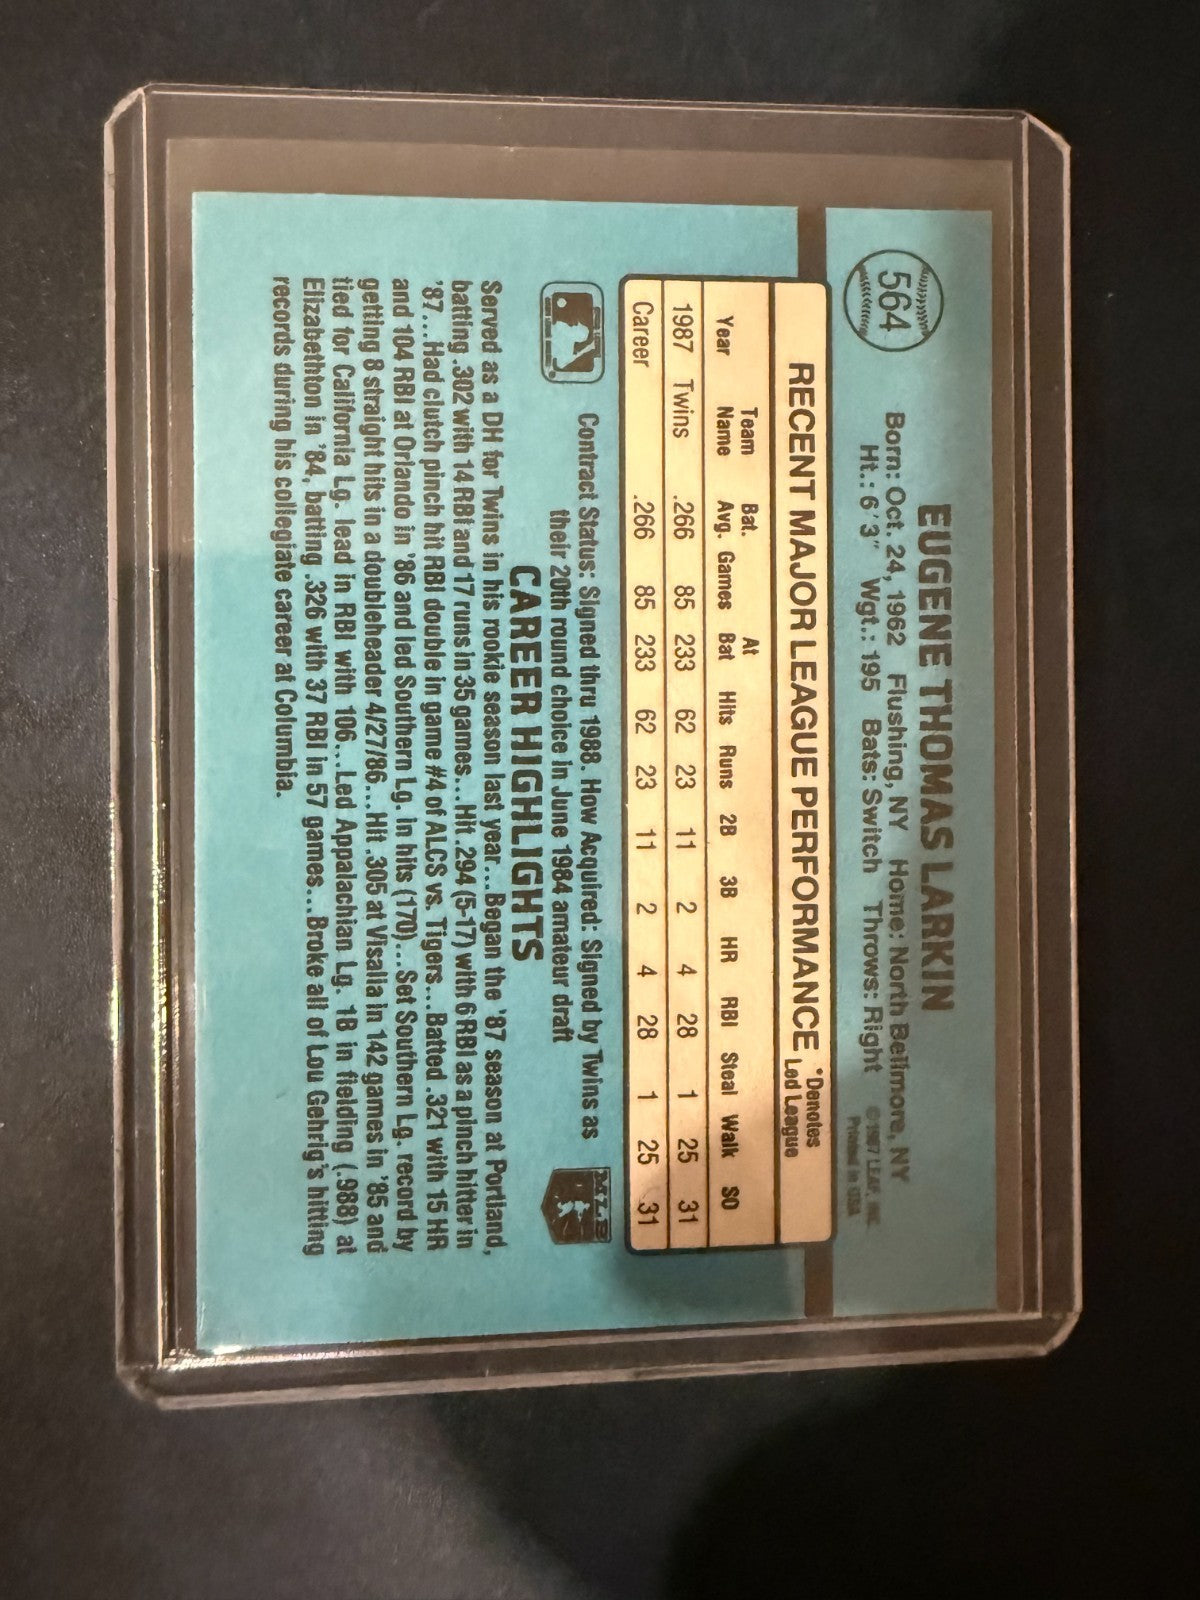 564
EUGENE THOMAS LARKIN
Born: Oct. 24, 1962 Flushing, NY Home: North Bellmore, NY
Ht.: 6'3" Wgt.: 195 Bats: Switch Throws: Right
©1987 LEAF, INC.
Printed in USA
RECENT MAJOR LEAGUE PERFORMANCE
*Denotes
Led League
Year Team Name Bat. Avg. Games At Bat Hits Runs 2B 3B HR RBI Steal Walk SO
1987 Twins .266 85 233 62 23 11 2 4 28 1 25 31
Career .266 85 233 62 23 11 2 4 28 1 25 31
Contract Status: Signed thru 1988. How Acquired: Signed by Twins as
their 20th round choice in June 1984 amateur draft
MLB
CAREER HIGHLIGHTS
Served as a DH for Twins in his rookie season last year...Began the '87 season at Portland,
batting .302 with 14 RBI and 17 runs in 35 games...Hit .294 (5-17) with 6 RBI as a pinch hitter in
'87...Had clutch pinch hit RBI double in game #4 of ALCS vs. Tigers...Batted .321 with 15 HR
and 104 RBI at Orlando in '86 and led Southern Lg. in hits (170)...Set Southern Lg. record by
getting 8 straight hits in a doubleheader 4/27/86...Hit .305 at Visalia in 142 games in '85 and
tied for California Lg. lead in RBI with 106...Led Appalachian Lg. 1B in fielding (.988) at
Elizabethton in '84, batting .326 with 37 RBI in 57 games...Broke all of Lou Gehrig's hitting
records during his collegiate career at Columbia.